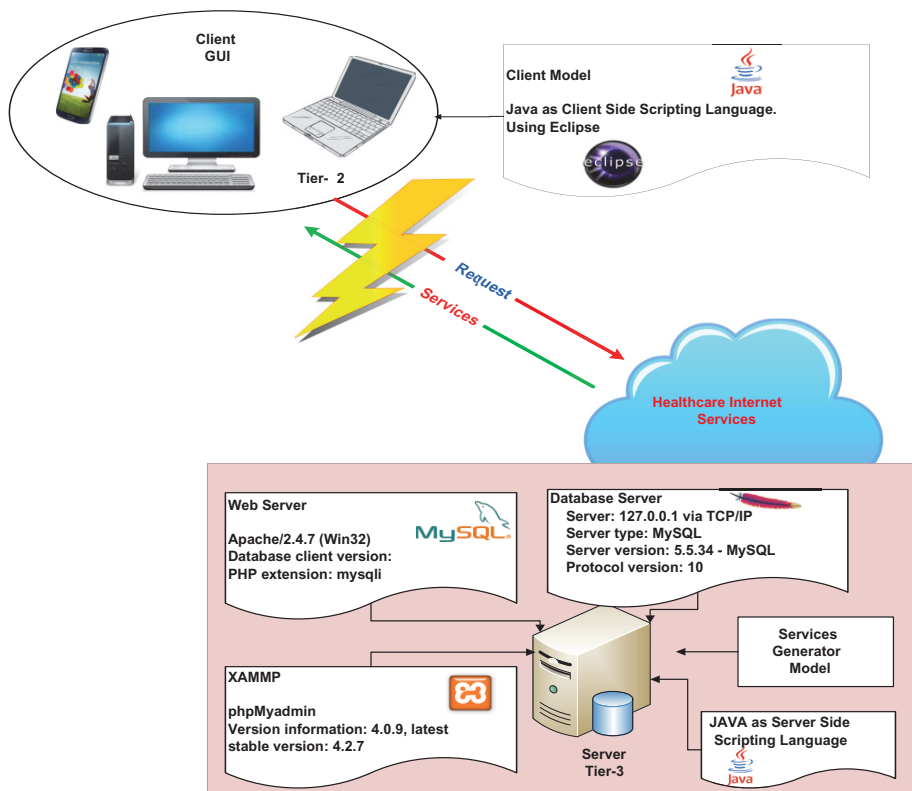 Client
GUI
Tier- 2
Client Model
Java
Java as Client Side Scripting Language.
Using Eclipse
eclipse
Request
Services
Healthcare Internet
Services
Web Server
Apache/2.4.7 (Win32)
Database client version:
PHP extension: mysqli
MySQL
Database Server
Server: 127.0.0.1 via TCP/IP
Server type: MySQL
Server version: 5.5.34 - MySQL
Protocol version: 10
Services
Generator
Model
XAMMP
phpMyadmin
Version information: 4.0.9, latest
stable version: 4.2.7
Server
Tier-3
JAVA as Server Side
Scripting Language
Java